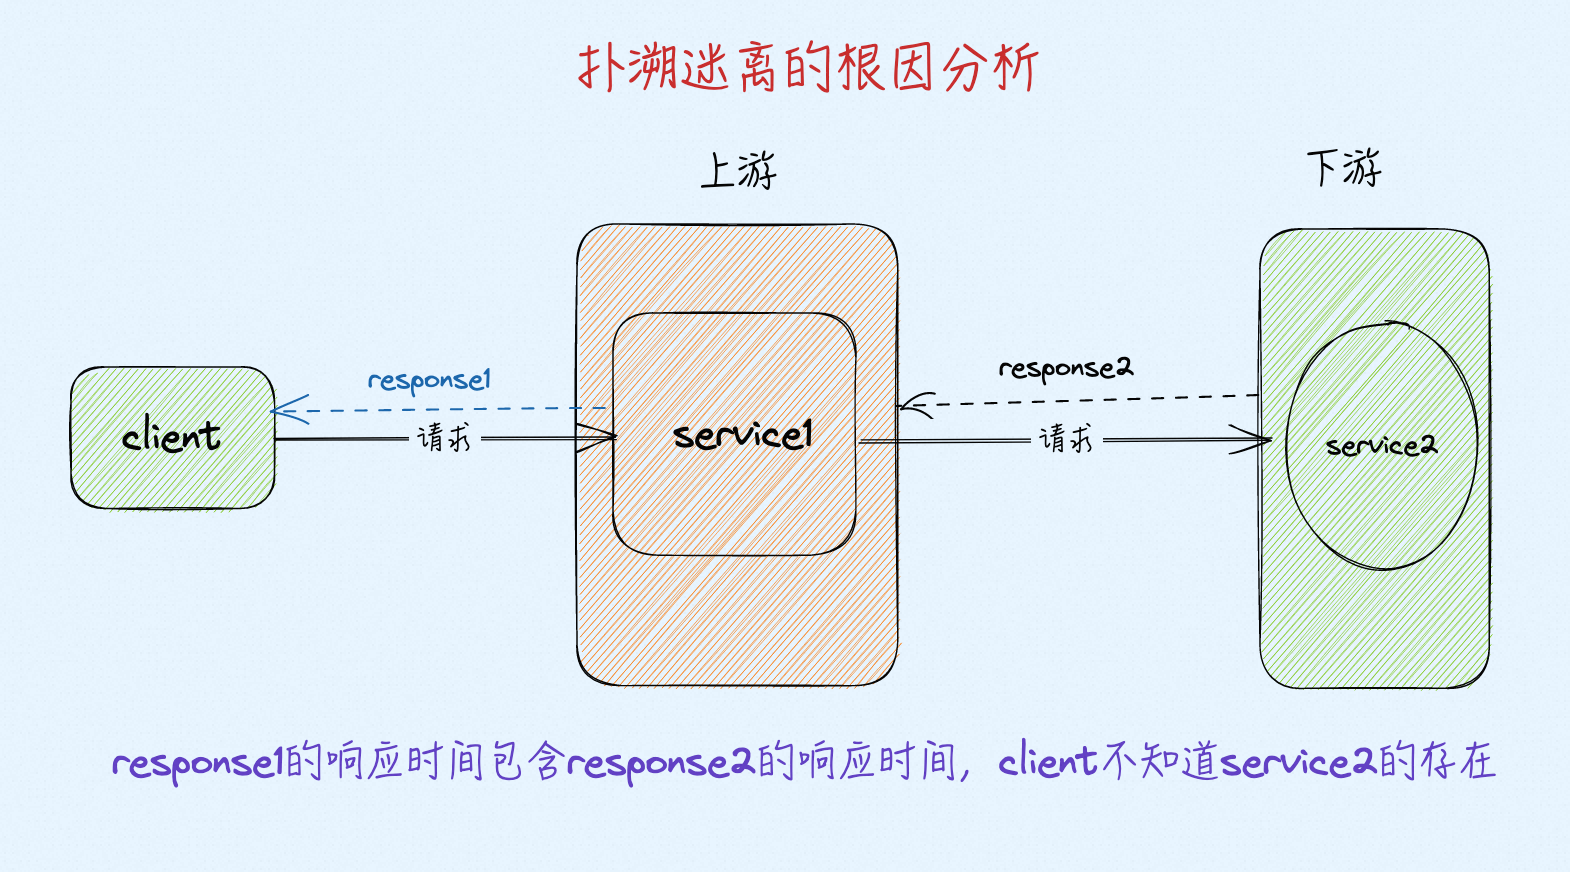 扑溯迷离的根因分析
上游
下游
response1
response2
client
请求
service1
请求
service2
response1的响应时间包含response2的响应时间，client不知道service2的存在